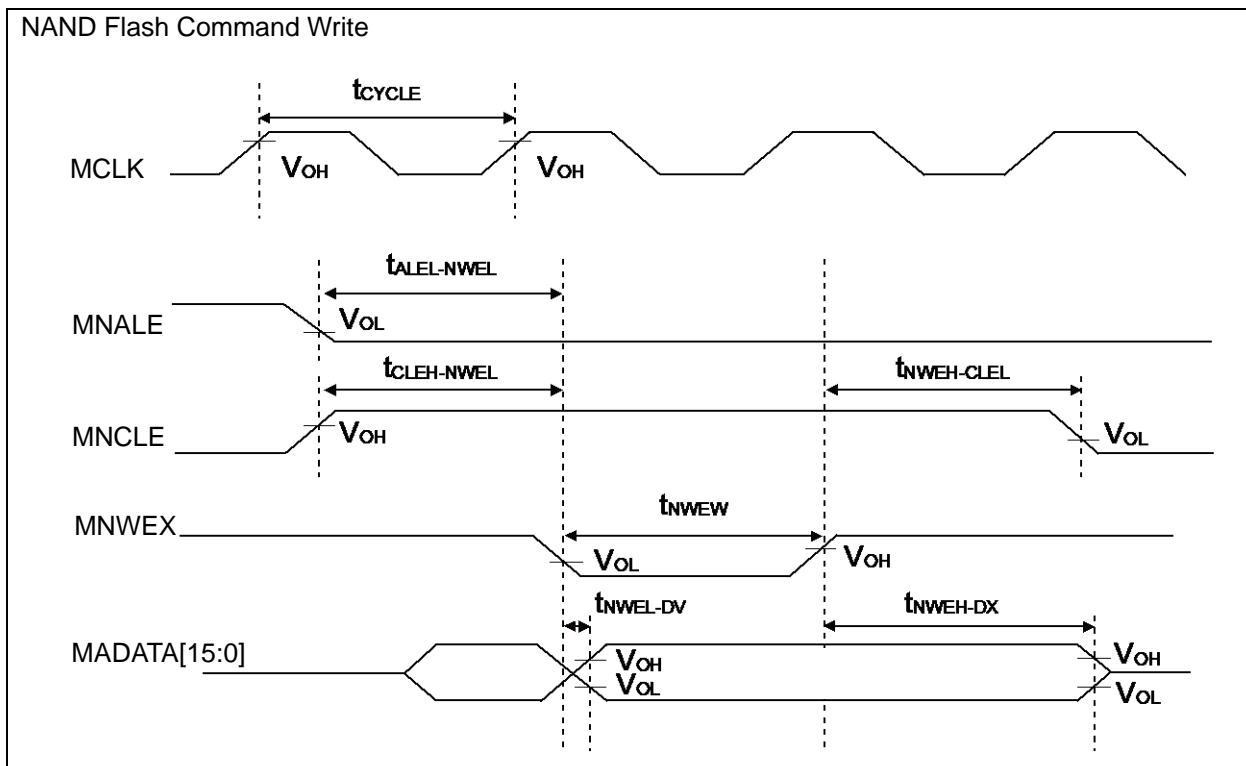 NAND Flash Command Write
tCYCLE
MCLK
VOH
VOH
tALEL-NWEL
MNALE
VOL
tCLEH-NWEL
tNWEH-CLEL
MNCLE
VOH
VOL
MNWEX
tNWEW
VOL
VOH
tNWEL-DV
tNWEH-DX
MADATA[15:0]
VOH
VOH
VOL
VOL